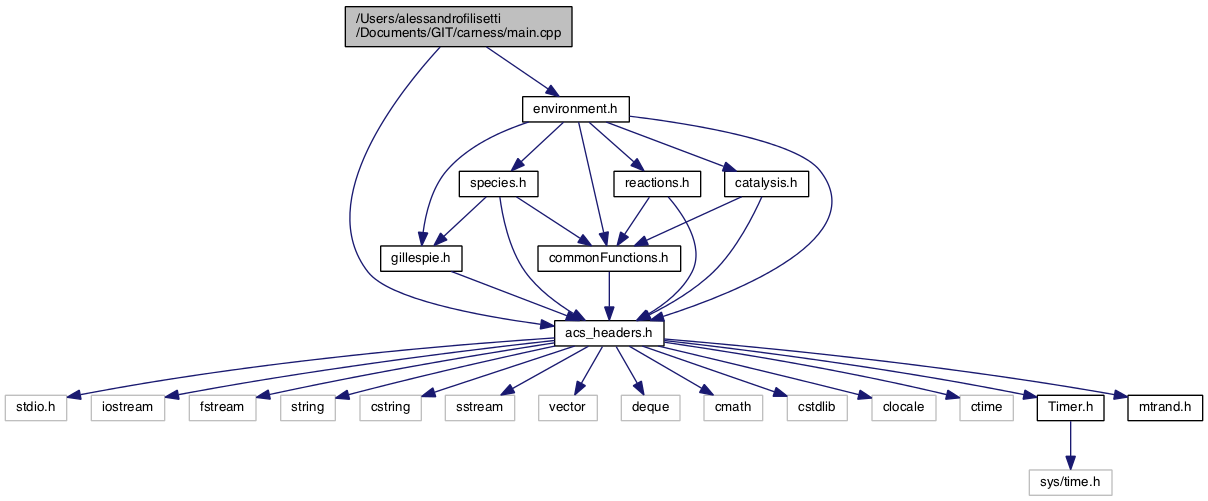 /Users/alessandrofilisetti
/Documents/GIT/carness/main.cpp
environment.h
species.h
reactions.h
catalysis.h
gillespie.h
commonFunctions.h
acs_headers.h
stdio.h
iostream
fstream
string
cstring
sstream
vector
deque
cmath
cstdlib
clocale
ctime
Timer.h
mtrand.h
sys/time.h